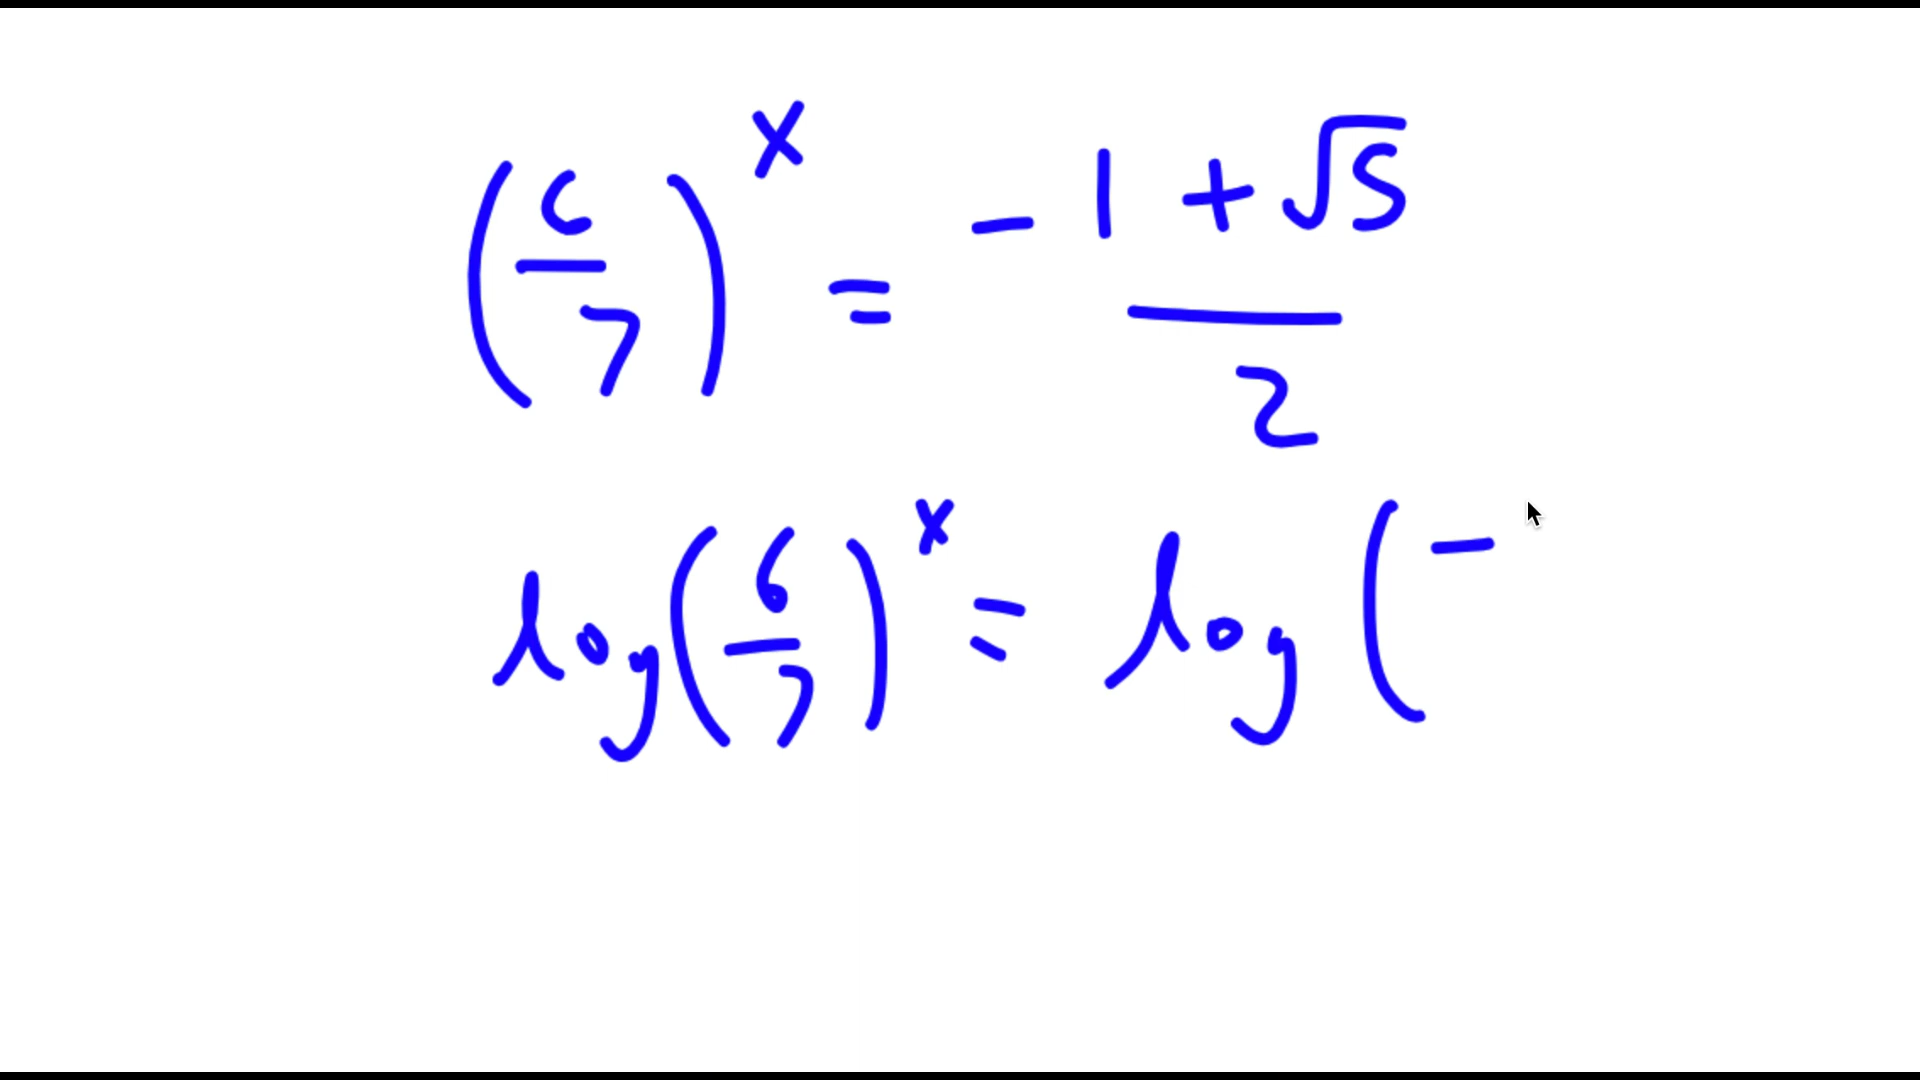 (6/7)^x = (-1 + √5)/2
log(6/7)^x = log(-